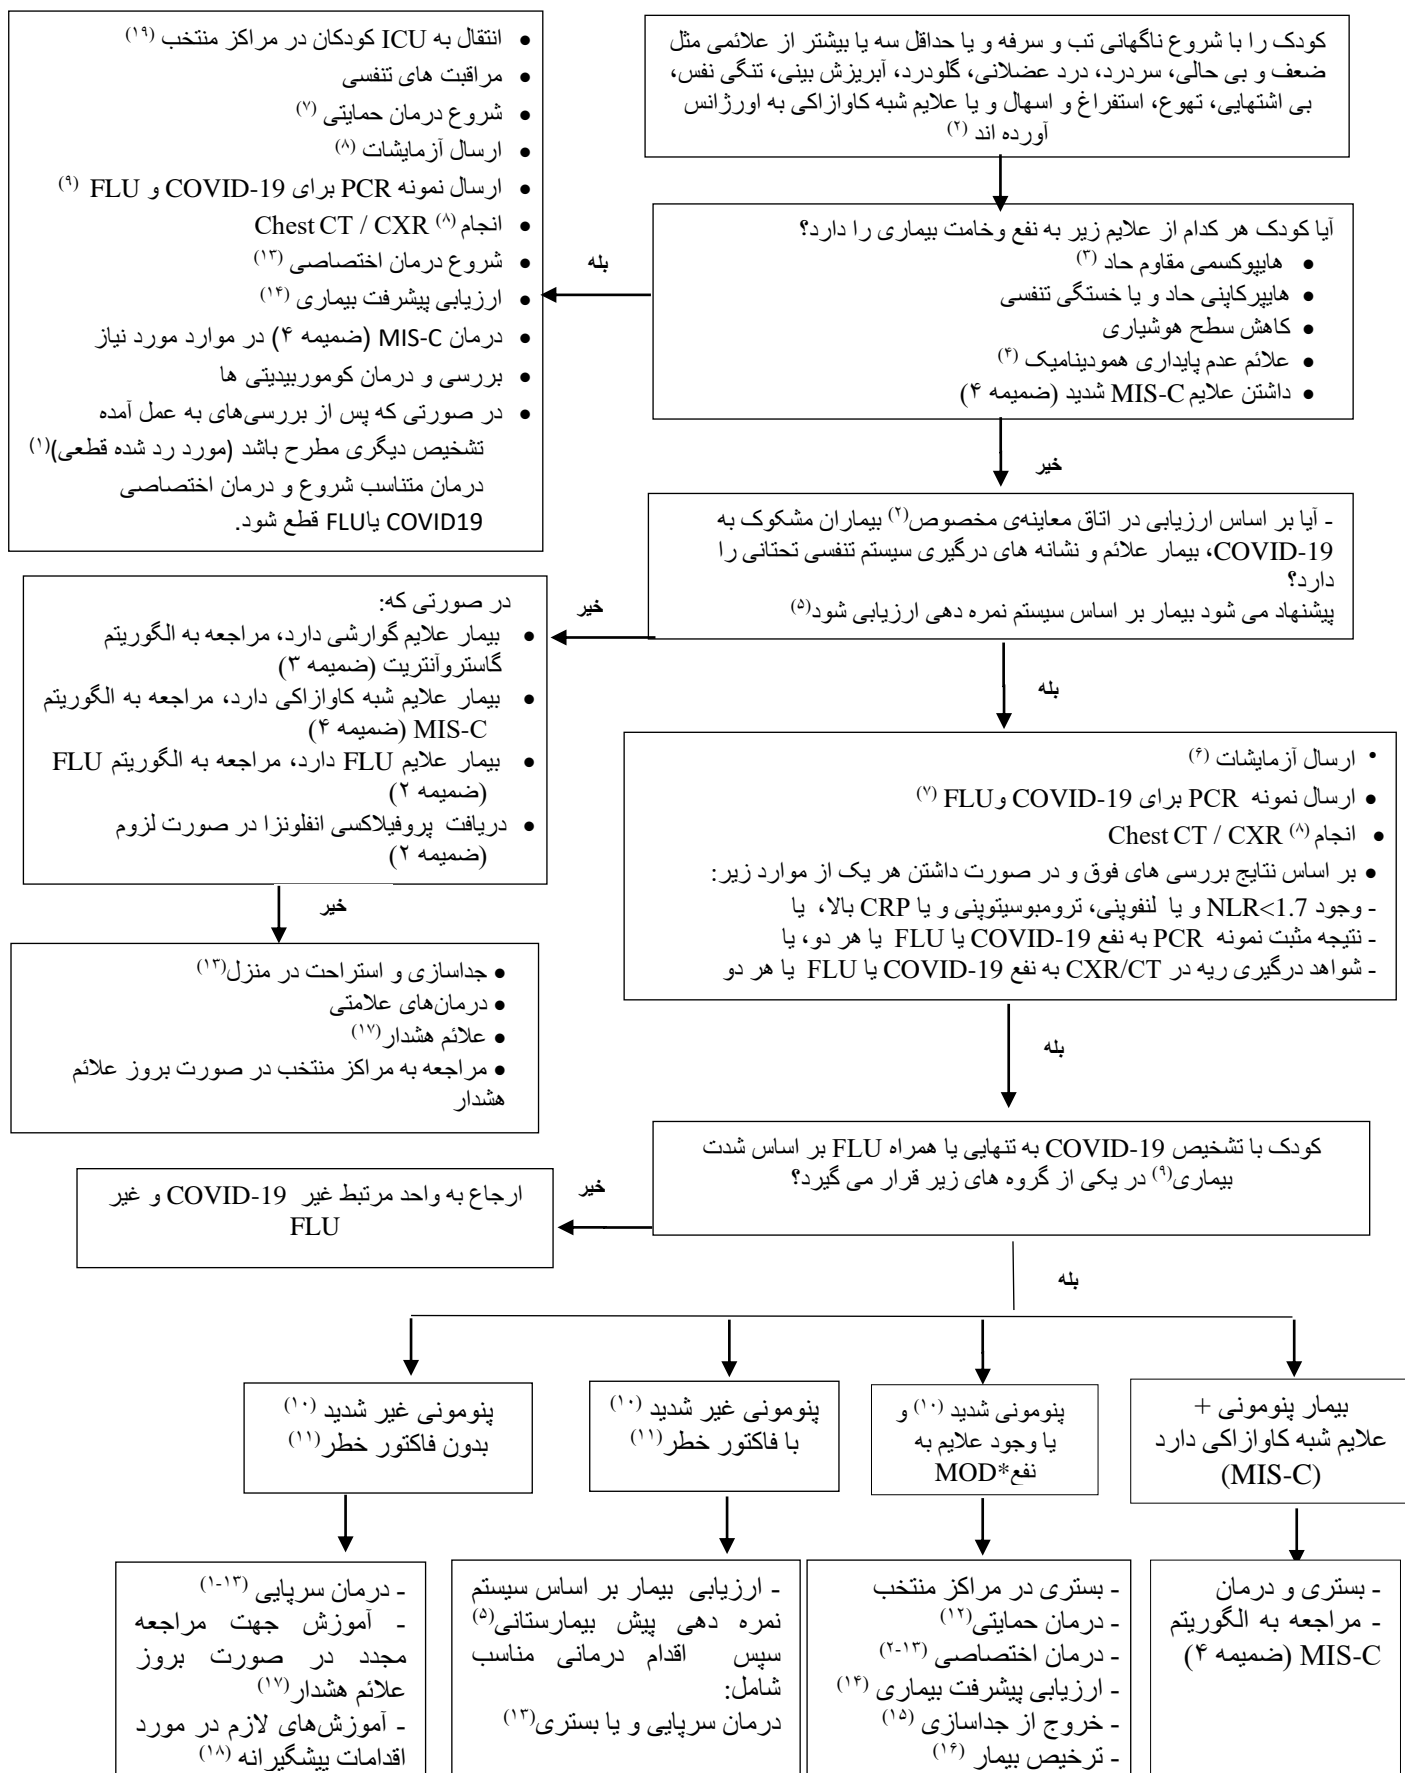 کودک را با شروع ناگهانی تب و سرفه و یا حداقل سه یا بیشتر از علائمی مثل
ضعف و بی حالی، سردرد، درد عضلانی، گلودرد، آبریزش بینی، تنگی نفس،
بی اشتهایی، تهوع، استفراغ و اسهال و یا علایم شبه کاوازاکی به اورژانس
آورده اند (۲)
آیا کودک هر کدام از علایم زیر به نفع وخامت بیماری را دارد؟
• هایپوکسمی مقاوم حاد (۳)
• هایپرکاپنی حاد و یا خستگی تنفسی
• کاهش سطح هوشیاری
• علائم عدم پایداری همودینامیک (۴)
• داشتن علایم MIS-C شدید (ضمیمه ۴)
بله
• انتقال به ICU کودکان در مراکز منتخب (۱۹)
• مراقبت های تنفسی
• شروع درمان حمایتی (۷)
• ارسال آزمایشات (۸)
• ارسال نمونه PCR برای COVID-19 و FLU (۹)
• انجام Chest CT / CXR (۸)
• شروع درمان اختصاصی (۱۳)
• ارزیابی پیشرفت بیماری (۱۴)
• درمان MIS-C (ضمیمه ۴) در موارد مورد نیاز
• بررسی و درمان کوموربیدیتی ها
• در صورتی که پس از بررسی‌های به عمل آمده
تشخیص دیگری مطرح باشد (مورد رد شده قطعی)(۱)
درمان متناسب شروع و درمان اختصاصی
COVID19 یاFLU قطع شود.
خیر
- آیا بر اساس ارزیابی در اتاق معاینه‌ی مخصوص(۲) بیماران مشکوک به
COVID-19، بیمار علائم و نشانه های درگیری سیستم تنفسی تحتانی را
دارد؟
پیشنهاد می شود بیمار بر اساس سیستم نمره دهی ارزیابی شود(۵)
خیر
در صورتی که:
• بیمار علایم گوارشی دارد، مراجعه به الگوریتم
گاستروآنتریت (ضمیمه ۳)
• بیمار علایم شبه کاوازاکی دارد، مراجعه به الگوریتم
MIS-C (ضمیمه ۴)
• بیمار علایم FLU دارد، مراجعه به الگوریتم FLU
(ضمیمه ۲)
• دریافت پروفیلاکسی انفلونزا در صورت لزوم
(ضمیمه ۲)
خیر
• جداسازی و استراحت در منزل(۱۳)
• درمان‌های علامتی
• علائم هشدار(۱۷)
• مراجعه به مراکز منتخب در صورت بروز علائم
هشدار
بله
• ارسال آزمایشات (۶)
• ارسال نمونه PCR برای COVID-19 وFLU (۷)
• انجام Chest CT / CXR (۸)
• بر اساس نتایج بررسی های فوق و در صورت داشتن هر یک از موارد زیر:
- وجود NLR<1.7 و یا لنفوپنی، ترومبوسیتوپنی و یا CRP بالا، یا
- نتیجه مثبت نمونه PCR به نفع COVID-19 یا FLU یا هر دو، یا
- شواهد درگیری ریه در CXR/CT به نفع COVID-19 یا FLU یا هر دو
بله
کودک با تشخیص COVID-19 به تنهایی یا همراه FLU بر اساس شدت
بیماری(۹) در یکی از گروه های زیر قرار می گیرد؟
خیر
ارجاع به واحد مرتبط غیر COVID-19 و غیر
FLU
بله
بیمار پنومونی +
علایم شبه کاوازاکی دارد
(MIS-C)
پنومونی شدید (۱۰) و
یا وجود علایم به
نفع*MOD
پنومونی غیر شدید (۱۰)
با فاکتور خطر(۱۱)
پنومونی غیر شدید (۱۰)
بدون فاکتور خطر(۱۱)
- بستری و درمان
- مراجعه به الگوریتم
MIS-C (ضمیمه ۴)
- بستری در مراکز منتخب
- درمان حمایتی(۱۲)
- درمان اختصاصی (۱۳-۲)
- ارزیابی پیشرفت بیماری (۱۴)
- خروج از جداسازی (۱۵)
- ترخیص بیمار (۱۶)
- ارزیابی بیمار بر اساس سیستم
نمره دهی پیش بیمارستانی(۵)
سپس اقدام درمانی مناسب
شامل:
درمان سرپایی و یا بستری(۱۳)
- درمان سرپایی (۱۳-۱)
- آموزش جهت مراجعه
مجدد در صورت بروز
علائم هشدار(۱۷)
- آموزش‌های لازم در مورد
اقدامات پیشگیرانه (۱۸)